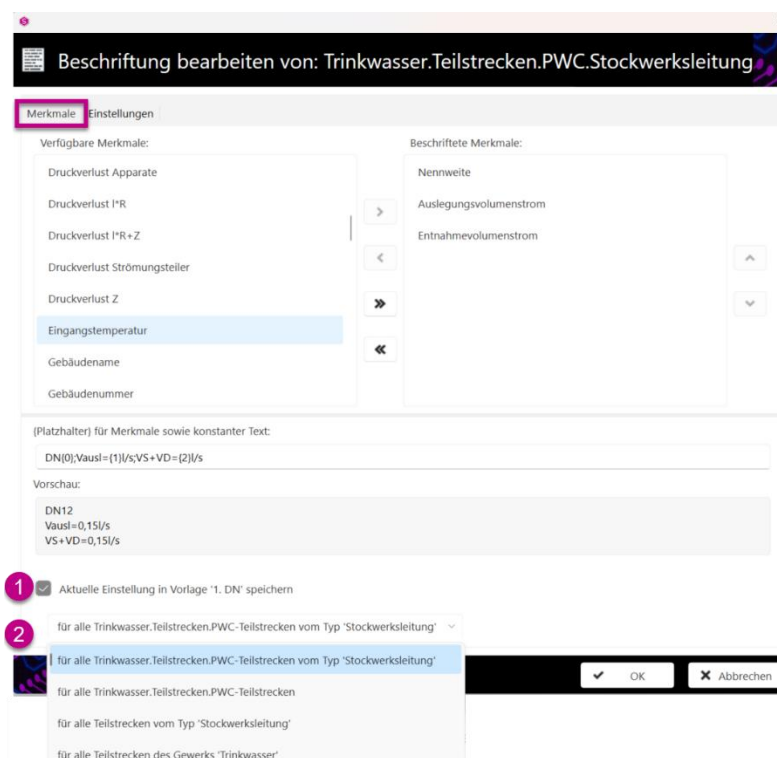 Beschriftung bearbeiten von: Trinkwasser.Teilstrecken.PWC.Stockwerksleitung
Merkmale Einstellungen
Verfügbare Merkmale:
Druckverlust Apparate
Druckverlust l*R
Druckverlust l*R+Z
Druckverlust Strömungsteiler
Druckverlust Z
Eingangstemperatur
Gebäudename
Gebäudenummer
Beschriftete Merkmale:
Nennweite
Auslegungsvolumenstrom
Entnahmevolumenstrom
{Platzhalter} für Merkmale sowie konstanter Text:
DN{0};Vausl={1}l/s;VS+VD={2}l/s
Vorschau:
DN12
Vausl=0,15l/s
VS+VD=0,15l/s
1 Aktuelle Einstellung in Vorlage '1. DN' speichern
2 für alle Trinkwasser.Teilstrecken.PWC-Teilstrecken vom Typ 'Stockwerksleitung'
für alle Trinkwasser.Teilstrecken.PWC-Teilstrecken vom Typ 'Stockwerksleitung'
für alle Trinkwasser.Teilstrecken.PWC-Teilstrecken
für alle Teilstrecken vom Typ 'Stockwerksleitung'
für alle Teilstrecken des Gewerks 'Trinkwasser'
OK Abbrechen